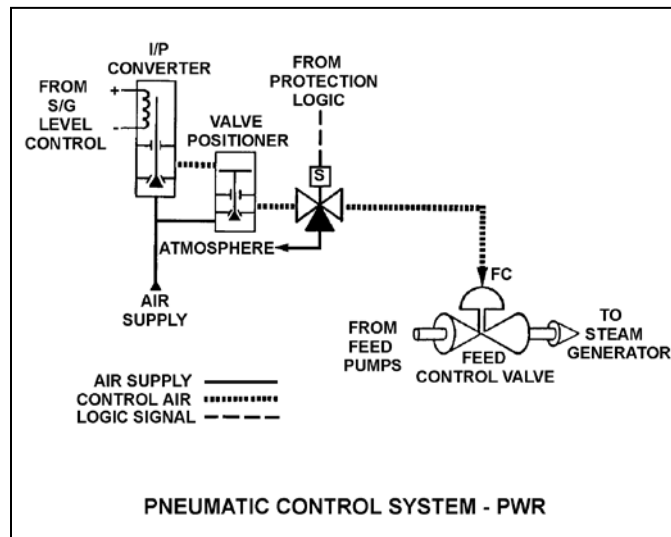 I/P
CONVERTER
FROM
S/G
LEVEL
CONTROL
+
-
VALVE
POSITIONER
FROM
PROTECTION
LOGIC
S
ATMOSPHERE
AIR
SUPPLY
FC
FROM
FEED
PUMPS
FEED
CONTROL VALVE
TO
STEAM
GENERATOR
AIR SUPPLY
CONTROL AIR
LOGIC SIGNAL
PNEUMATIC CONTROL SYSTEM - PWR